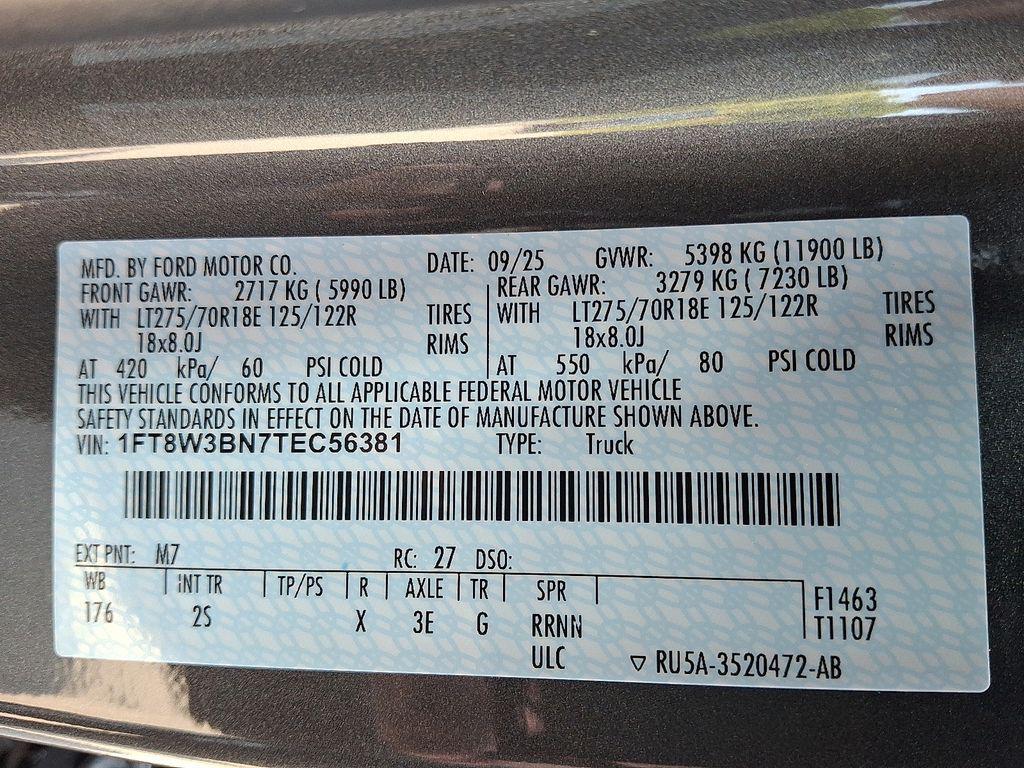 MFD. BY FORD MOTOR CO. DATE: 09/25 GVWR: 5398 KG (11900 LB)
FRONT GAWR: 2717 KG ( 5990 LB) REAR GAWR: 3279 KG ( 7230 LB)
WITH LT275/70R18E 125/122R TIRES WITH LT275/70R18E 125/122R TIRES
18x8.0J RIMS 18x8.0J RIMS
AT 420 kPa/ 60 PSI COLD AT 550 kPa/ 80 PSI COLD
THIS VEHICLE CONFORMS TO ALL APPLICABLE FEDERAL MOTOR VEHICLE
SAFETY STANDARDS IN EFFECT ON THE DATE OF MANUFACTURE SHOWN ABOVE.
VIN: 1FT8W3BN7TEC56381 TYPE: Truck
EXT PNT: M7 RC: 27 DSO:
WB INT TR TP/PS R AXLE TR SPR F1463
176 2S X 3E G RRNN T1107
ULC ▽ RU5A-3520472-AB